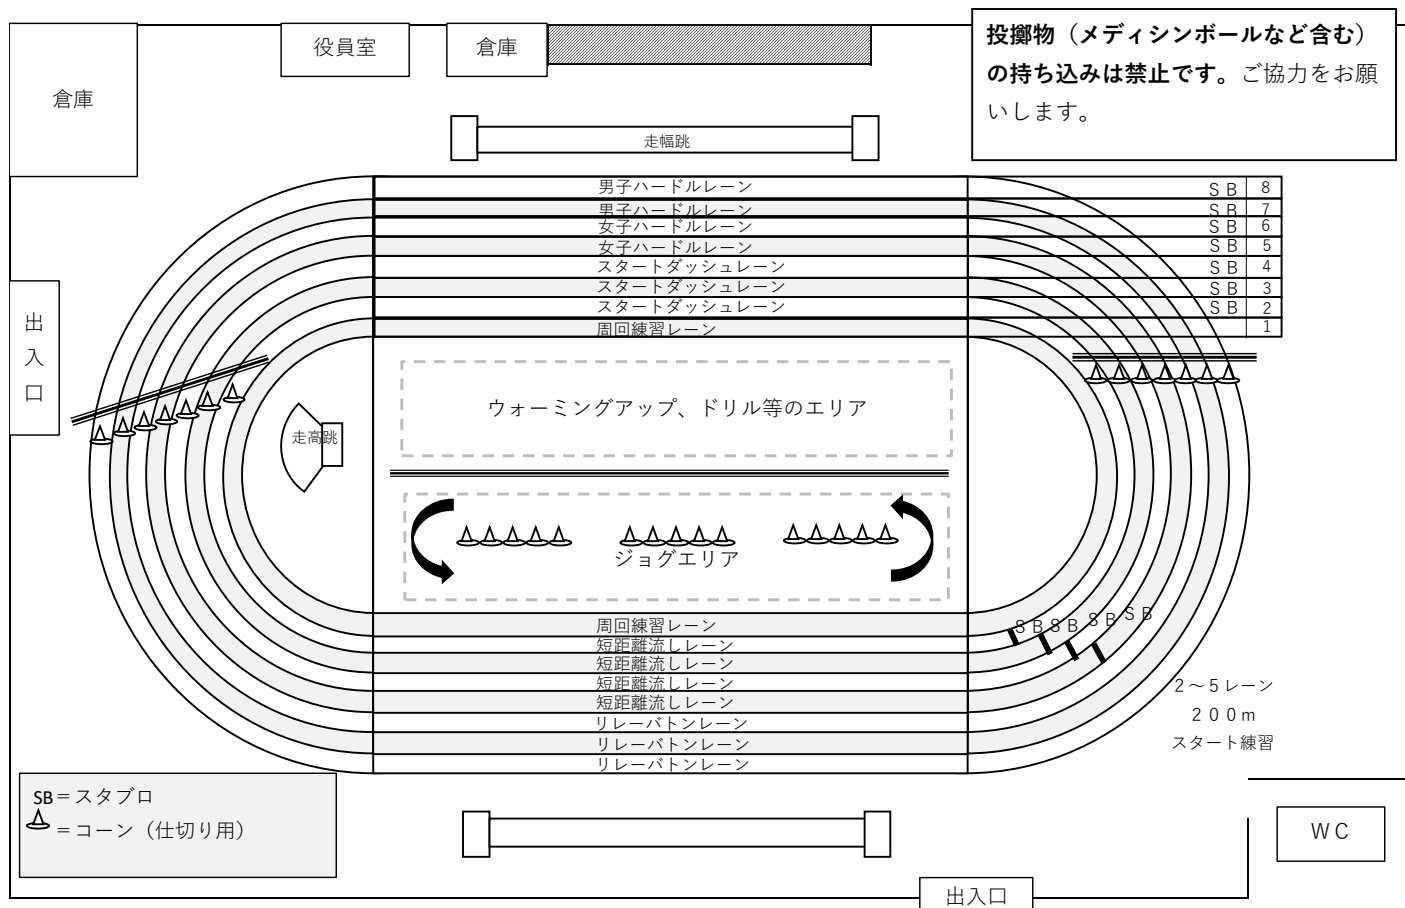 役員室
倉庫
投擲物（メディシンボールなど含む）
の持ち込みは禁止です。ご協力をお願
いします。
倉庫
走幅跳
男子ハードルレーン
ＳＢ 8
男子ハードルレーン
ＳＢ 7
女子ハードルレーン
ＳＢ 6
女子ハードルレーン
ＳＢ 5
スタートダッシュレーン
ＳＢ 4
スタートダッシュレーン
ＳＢ 3
スタートダッシュレーン
ＳＢ 2
周回練習レーン
1
出
入
口
ウォーミングアップ、ドリル等のエリア
走高跳
ジョグエリア
周回練習レーン
ＳＢ ＳＢ ＳＢ ＳＢ
短距離流しレーン
短距離流しレーン
短距離流しレーン
短距離流しレーン
リレーバトンレーン
リレーバトンレーン
リレーバトンレーン
２～５レーン
２００ｍ
スタート練習
SB＝スタブロ
＝コーン（仕切り用）
ＷＣ
出入口